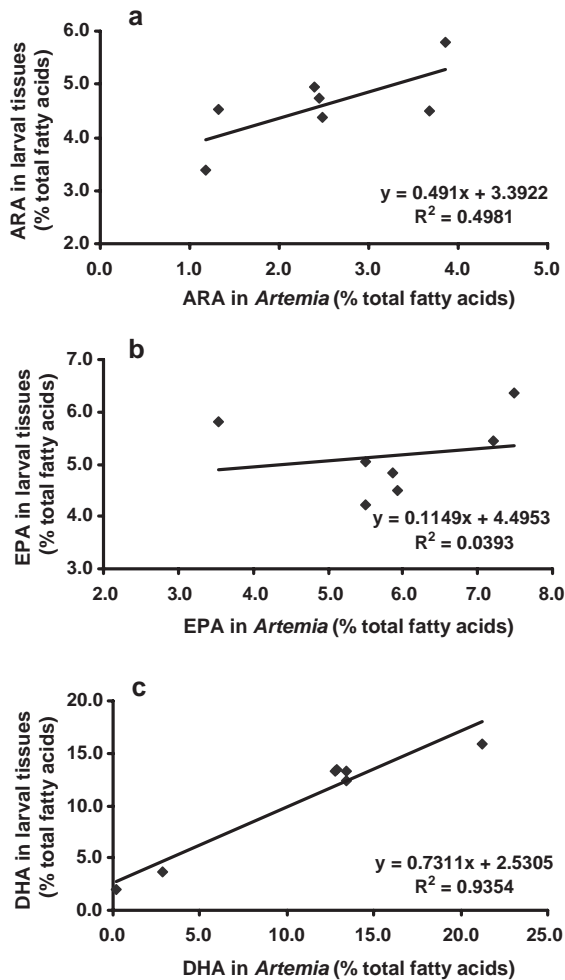 a
ARA in larval tissues
(% total fatty acids)
6.0
5.0
4.0
3.0
2.0
y = 0.491x + 3.3922
R² = 0.4981
0.0 1.0 2.0 3.0 4.0 5.0
ARA in Artemia (% total fatty acids)
b
EPA in larval tissues
(% total fatty acids)
7.0
6.0
5.0
4.0
3.0
y = 0.1149x + 4.4953
R² = 0.0393
2.0 3.0 4.0 5.0 6.0 7.0 8.0
EPA in Artemia (% total fatty acids)
c
DHA in larval tissues
(% total fatty acids)
20.0
15.0
10.0
5.0
0.0
y = 0.7311x + 2.5305
R² = 0.9354
0.0 5.0 10.0 15.0 20.0 25.0
DHA in Artemia (% total fatty acids)